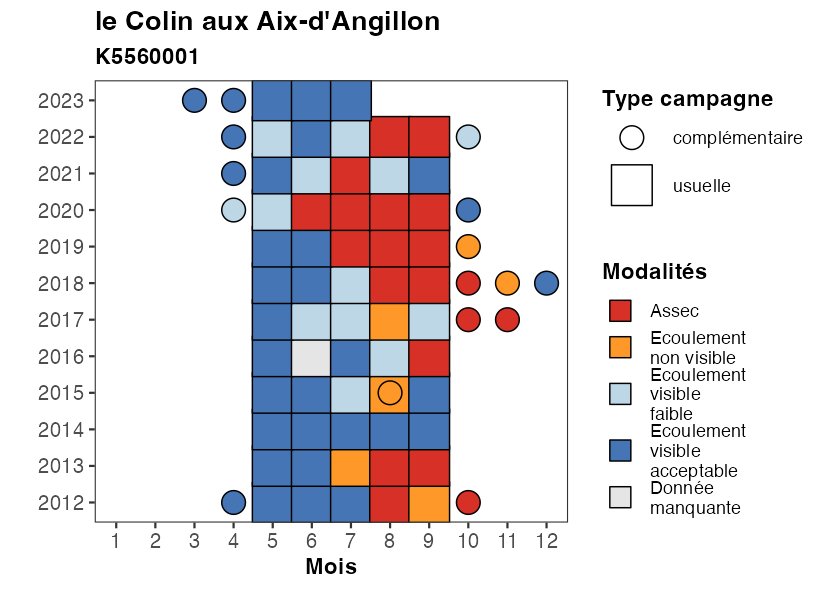 le Colin aux Aix-d'Angillon
K5560001
2023
2022
2021
2020
2019
2018
2017
2016
2015
2014
2013
2012
1 2 3 4 5 6 7 8 9 10 11 12
Mois
Type campagne
complémentaire
usuelle
Modalités
Assec
Ecoulement
non visible
Ecoulement
visible
faible
Ecoulement
visible
acceptable
Donnée
manquante